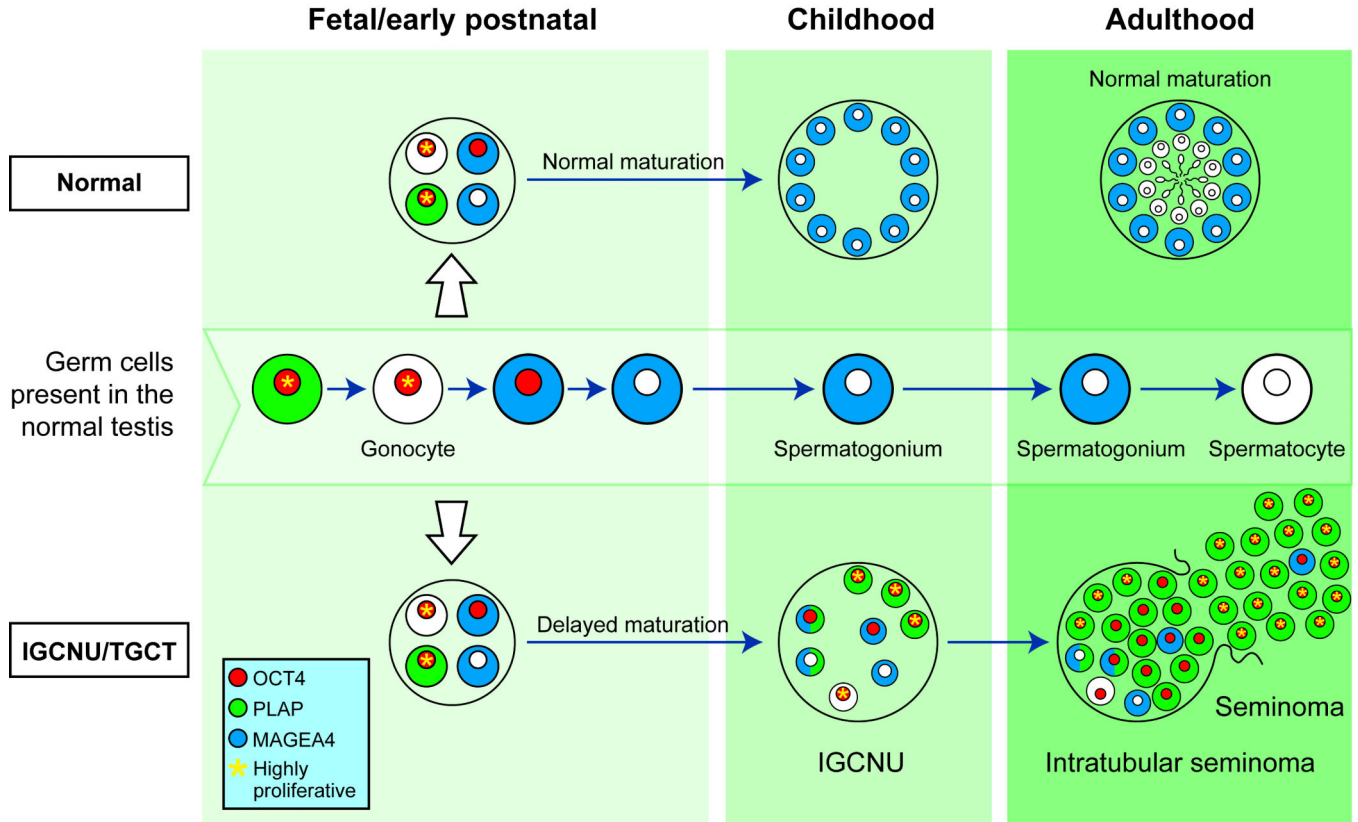 Fetal/early postnatal
Childhood
Adulthood
Normal maturation
Normal
Normal maturation
Germ cells
present in the
normal testis
Gonocyte
Spermatogonium
Spermatogonium
Spermatocyte
IGCNU/TGCT
Delayed maturation
OCT4
PLAP
MAGEA4
Highly
proliferative
IGCNU
Seminoma
Intratubular seminoma